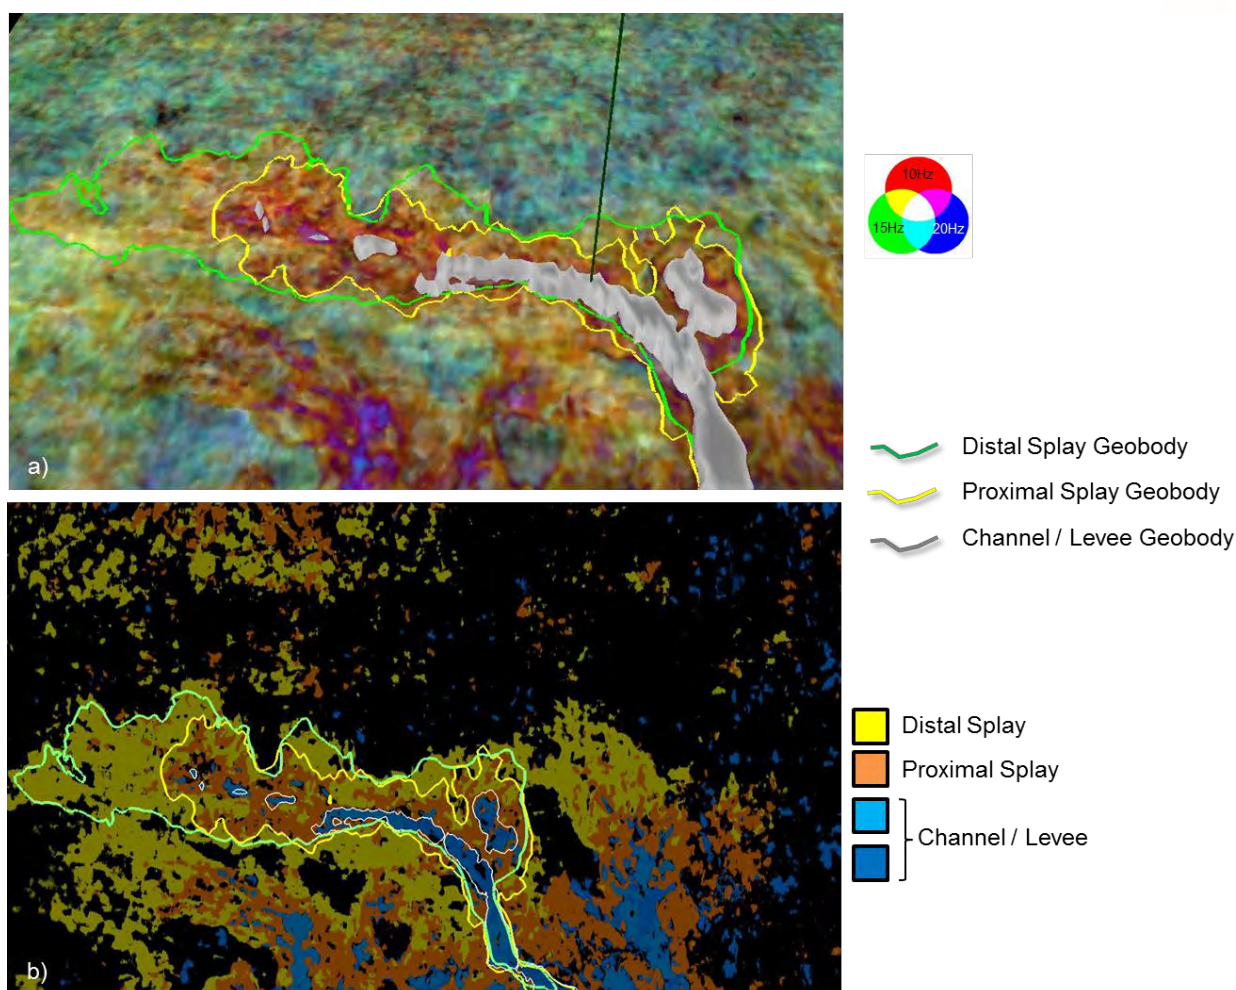 10Hz
15Hz
20Hz
a)
Distal Splay Geobody
Proximal Splay Geobody
Channel / Levee Geobody
Distal Splay
Proximal Splay
Channel / Levee
b)